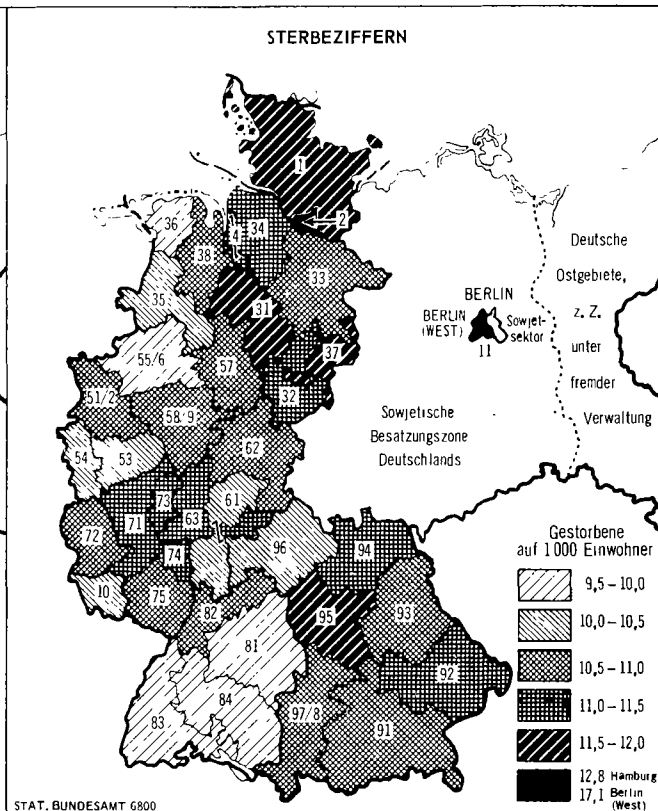 STERBEZIFFERN
1
2
34
4
36
38
33
35
31
Deutsche
Ostgebiete,
z. Z.
unter
fremder
Verwaltung
BERLIN
BERLIN
(WEST)
Sowjet-
sektor
11
55/6
57
37
32
51/2
58/9
62
54
53
Sowjetische
Besatzungszone
Deutschlands
61
73
63
71
72
74
96
94
10
75
82
95
93
81
92
84
83
97/8
91
Gestorbene
auf 1000 Einwohner
9,5 – 10,0
10,0 – 10,5
10,5 – 11,0
11,0 – 11,5
11,5 – 12,0
12,8 Hamburg
17,1 Berlin
(West)
STAT. BUNDESAMT 6800